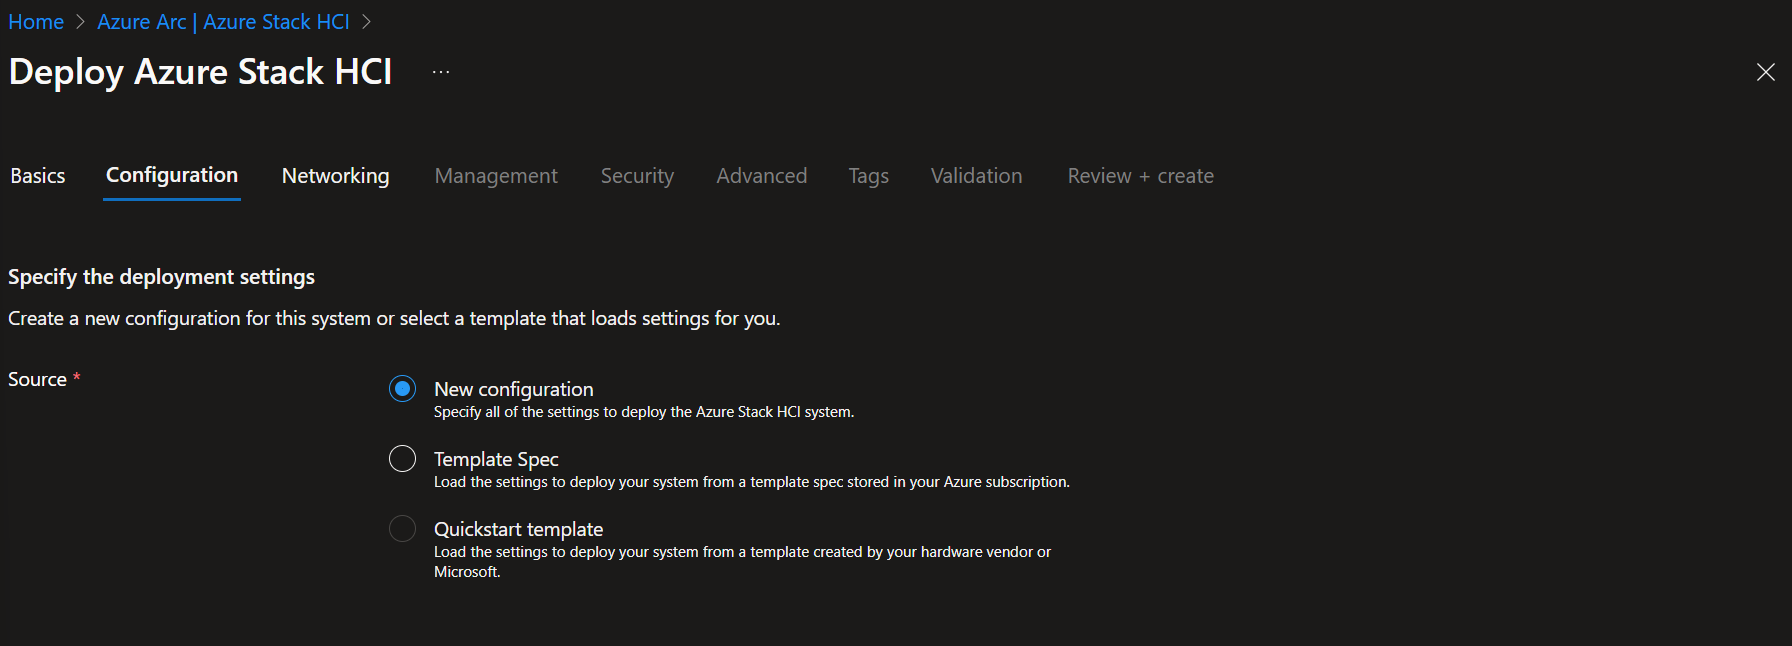 Home > Azure Arc | Azure Stack HCI >
Deploy Azure Stack HCI ...
Basics Configuration Networking Management Security Advanced Tags Validation Review + create
Specify the deployment settings
Create a new configuration for this system or select a template that loads settings for you.
Source *
New configuration
Specify all of the settings to deploy the Azure Stack HCI system.
Template Spec
Load the settings to deploy your system from a template spec stored in your Azure subscription.
Quickstart template
Load the settings to deploy your system from a template created by your hardware vendor or
Microsoft.